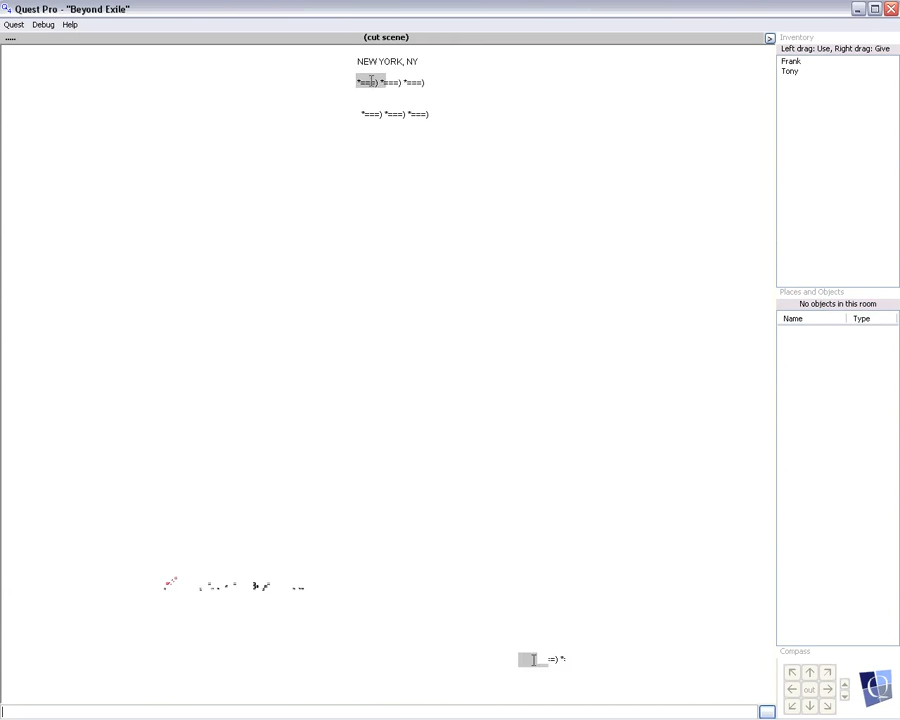 Quest Pro - "Beyond Exile"
Quest Debug Help
..... (cut scene) >
NEW YORK, NY
*===) *===) *===)
*===) *===) *===)
Inventory
Left drag: Use, Right drag: Give
Frank
Tony
Places and Objects
No objects in this room
Name Type
Compass
out